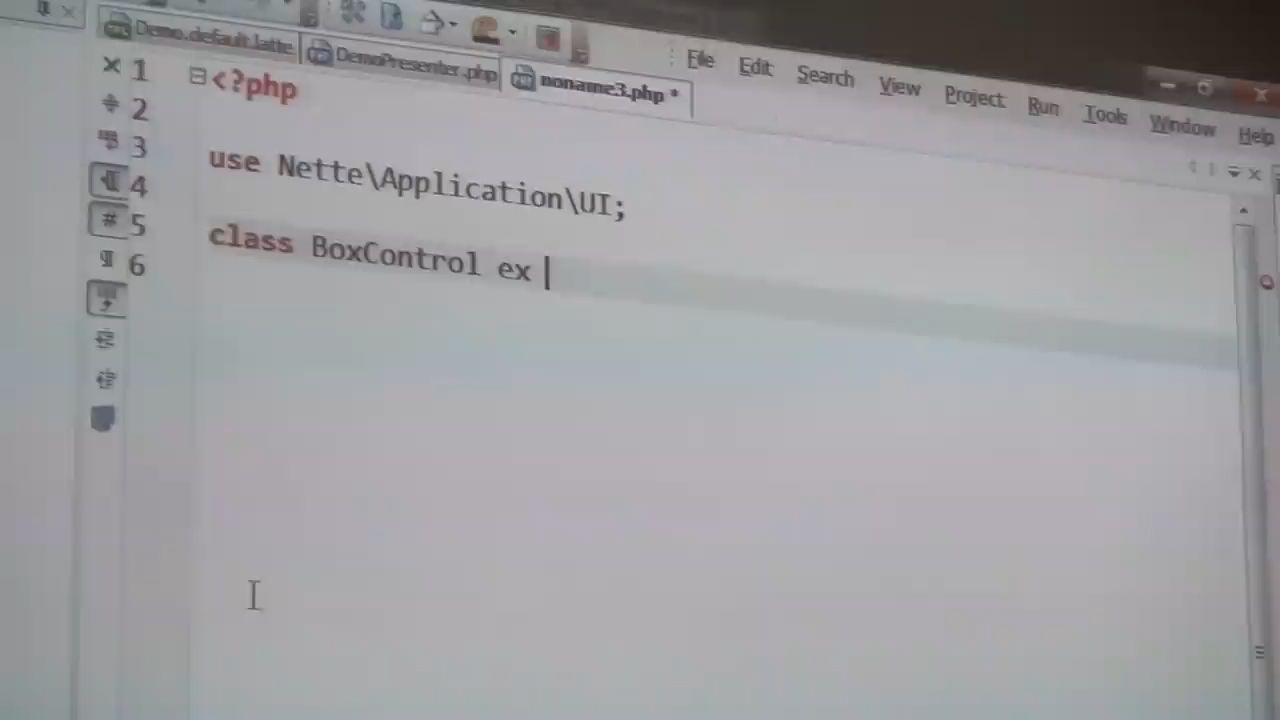 Demo.default.latte DemoPresenter.php noname3.php *
File Edit Search View Project Run Tools Window Help
1 <?php
2
3 use Nette\Application\UI;
4
5 class BoxControl ex
6